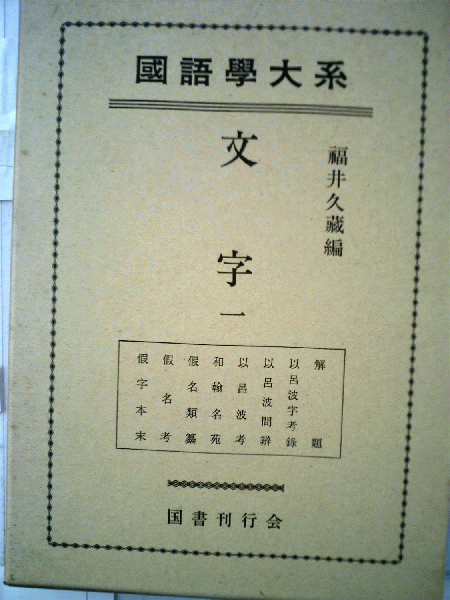 國語學大系
福井久藏編
文字一
解題
以呂波字考錄
以呂波問辨
以呂波考
和翰名苑
假名類纂
假名考
假字本末
国書刊行会